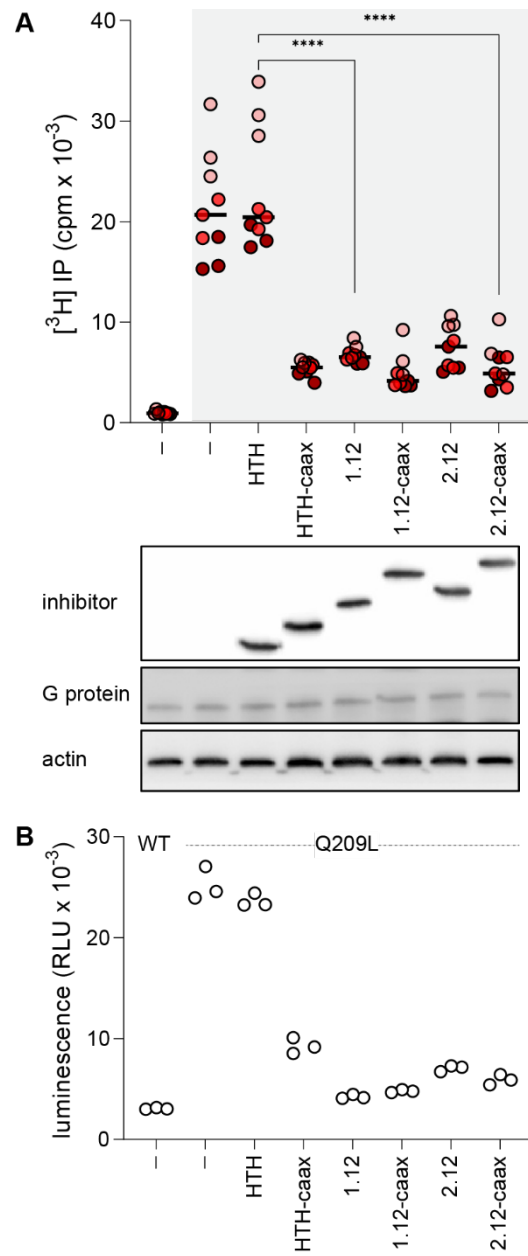 A
****
****
40
30
20
10
0
[³H] IP (cpm x 10⁻³)
–
–
HTH
HTH-caax
1.12
1.12-caax
2.12
2.12-caax
inhibitor
G protein
actin
B
WT
Q209L
30
20
10
0
luminescence (RLU x 10⁻³)
–
–
HTH
HTH-caax
1.12
1.12-caax
2.12
2.12-caax